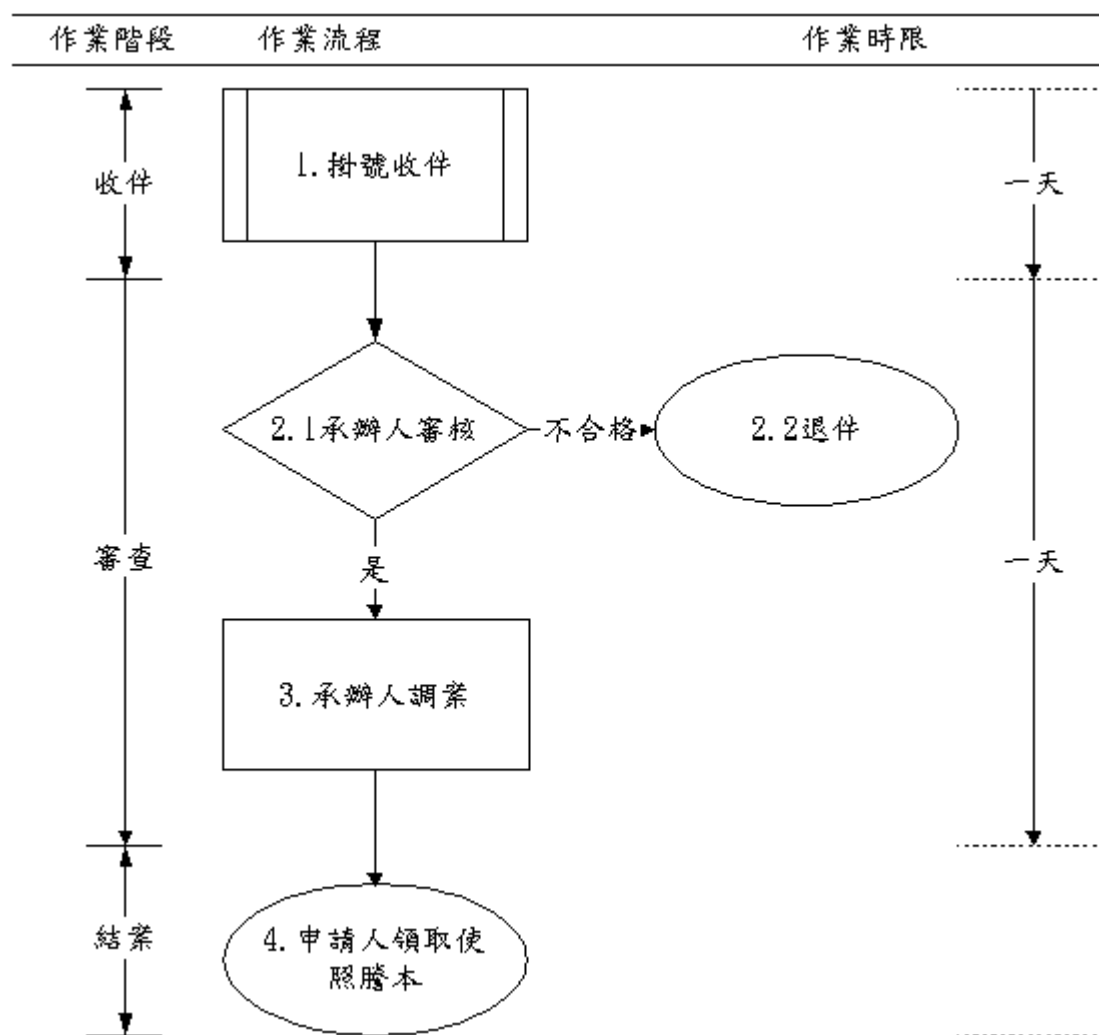 作業階段 作業流程 作業時限
1.掛號收件
收件
一天
2.1承辦人審核
不合格
2.2退件
審查
是
一天
3.承辦人調案
結案
4.申請人領取使
照謄本